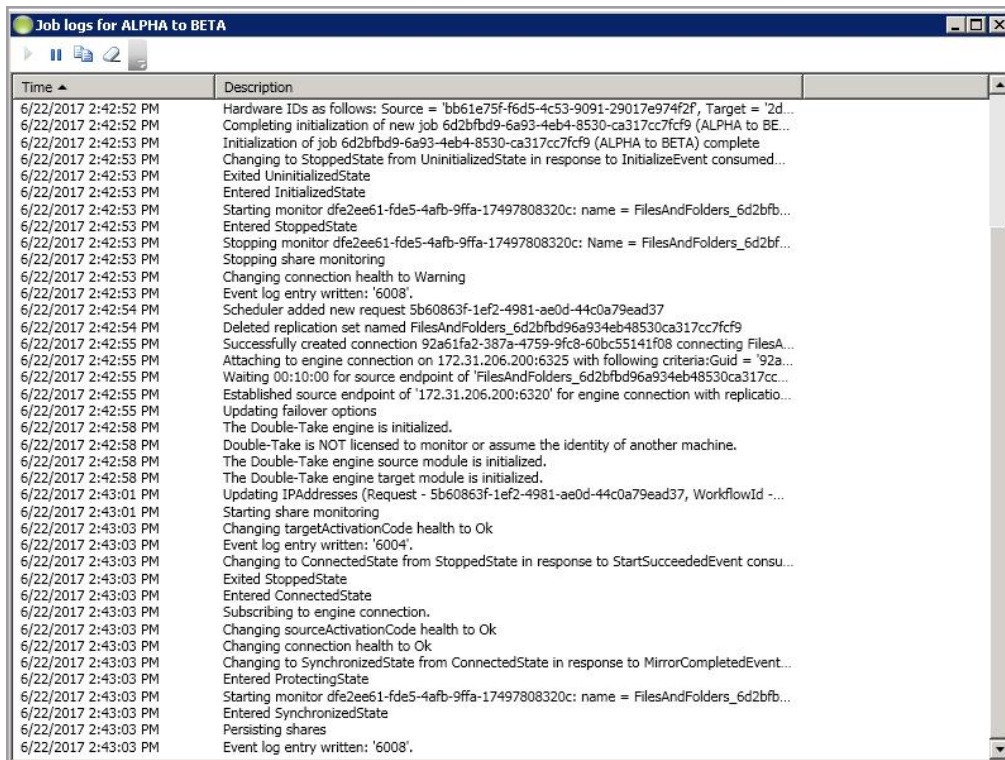 Job logs for ALPHA to BETA
Time Description
6/22/2017 2:42:52 PM Hardware IDs as follows: Source = 'bb61e75f-f6d5-4c53-9091-29017e974f2f', Target = '2d...
6/22/2017 2:42:52 PM Completing initialization of new job 6d2bfbd9-6a93-4eb4-8530-ca317cc7fcf9 (ALPHA to BE...
6/22/2017 2:42:53 PM Initialization of job 6d2bfbd9-6a93-4eb4-8530-ca317cc7fcf9 (ALPHA to BETA) complete
6/22/2017 2:42:53 PM Changing to StoppedState from UninitializedState in response to InitializeEvent consumed...
6/22/2017 2:42:53 PM Exited UninitializedState
6/22/2017 2:42:53 PM Entered InitializedState
6/22/2017 2:42:53 PM Starting monitor dfe2ee61-fde5-4afb-9ffa-17497808320c: name = FilesAndFolders_6d2bfb...
6/22/2017 2:42:53 PM Entered StoppedState
6/22/2017 2:42:53 PM Stopping monitor dfe2ee61-fde5-4afb-9ffa-17497808320c: Name = FilesAndFolders_6d2bf...
6/22/2017 2:42:53 PM Stopping share monitoring
6/22/2017 2:42:53 PM Changing connection health to Warning
6/22/2017 2:42:53 PM Event log entry written: '6008'.
6/22/2017 2:42:54 PM Scheduler added new request 5b60863f-1ef2-4981-ae0d-44c0a79ead37
6/22/2017 2:42:54 PM Deleted replication set named FilesAndFolders_6d2bfbd96a934eb48530ca317cc7fcf9
6/22/2017 2:42:55 PM Successfully created connection 92a61fa2-387a-4759-9fc8-60bc55141f08 connecting FilesA...
6/22/2017 2:42:55 PM Attaching to engine connection on 172.31.206.200:6325 with following criteria:Guid = '92a...
6/22/2017 2:42:55 PM Waiting 00:10:00 for source endpoint of 'FilesAndFolders_6d2bfbd96a934eb48530ca317cc...
6/22/2017 2:42:55 PM Established source endpoint of '172.31.206.200:6320' for engine connection with replicatio...
6/22/2017 2:42:55 PM Updating failover options
6/22/2017 2:42:58 PM The Double-Take engine is initialized.
6/22/2017 2:42:58 PM Double-Take is NOT licensed to monitor or assume the identity of another machine.
6/22/2017 2:42:58 PM The Double-Take engine source module is initialized.
6/22/2017 2:42:58 PM The Double-Take engine target module is initialized.
6/22/2017 2:43:01 PM Updating IPAddresses (Request - 5b60863f-1ef2-4981-ae0d-44c0a79ead37, WorkflowId -...
6/22/2017 2:43:01 PM Starting share monitoring
6/22/2017 2:43:03 PM Changing targetActivationCode health to Ok
6/22/2017 2:43:03 PM Event log entry written: '6004'.
6/22/2017 2:43:03 PM Changing to ConnectedState from StoppedState in response to StartSucceededEvent consu...
6/22/2017 2:43:03 PM Exited StoppedState
6/22/2017 2:43:03 PM Entered ConnectedState
6/22/2017 2:43:03 PM Subscribing to engine connection.
6/22/2017 2:43:03 PM Changing sourceActivationCode health to Ok
6/22/2017 2:43:03 PM Changing connection health to Ok
6/22/2017 2:43:03 PM Changing to SynchronizedState from ConnectedState in response to MirrorCompletedEvent...
6/22/2017 2:43:03 PM Entered ProtectingState
6/22/2017 2:43:03 PM Starting monitor dfe2ee61-fde5-4afb-9ffa-17497808320c: name = FilesAndFolders_6d2bfb...
6/22/2017 2:43:03 PM Entered SynchronizedState
6/22/2017 2:43:03 PM Persisting shares
6/22/2017 2:43:03 PM Event log entry written: '6008'.